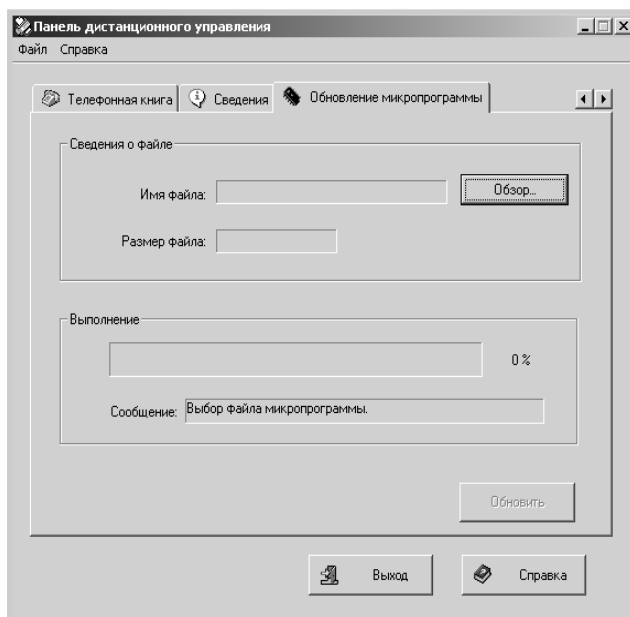 Панель дистанционного управления
Файл Справка
Телефонная книга Сведения Обновление микропрограммы
Сведения о файле
Имя файла: Обзор...
Размер файла:
Выполнение
0 %
Сообщение: Выбор файла микропрограммы.
Обновить
Выход Справка